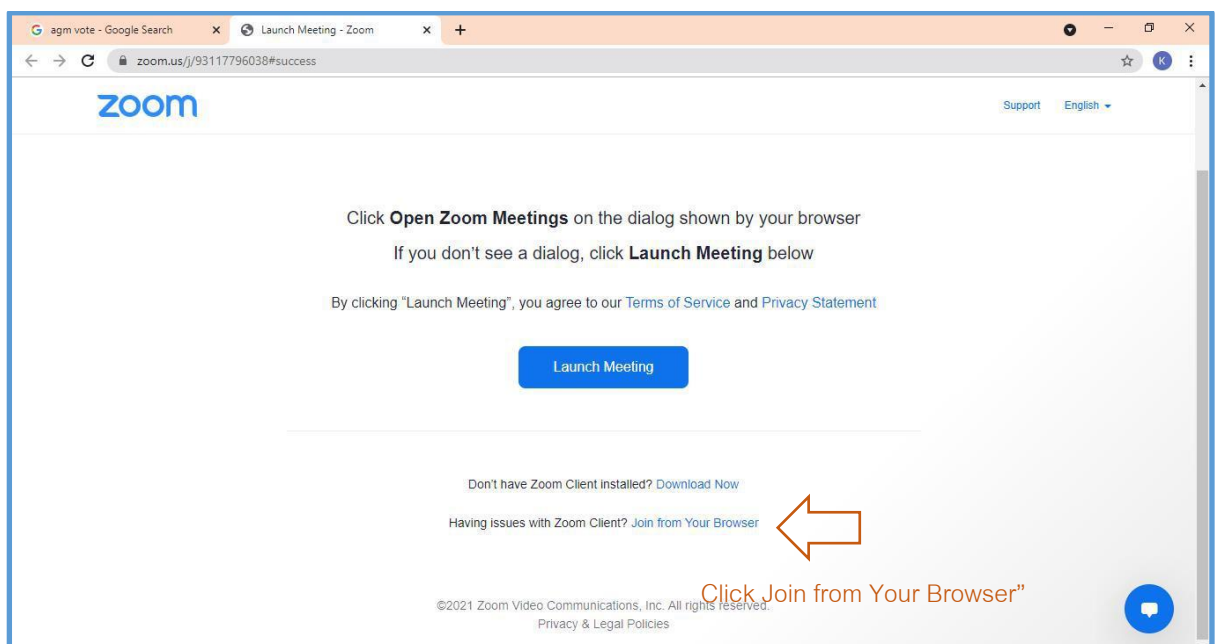 G agm vote - Google Search
Launch Meeting - Zoom
zoom.us/j/93117796038#success
K
zoom
Support English
Click Open Zoom Meetings on the dialog shown by your browser
If you don't see a dialog, click Launch Meeting below
By clicking “Launch Meeting”, you agree to our Terms of Service and Privacy Statement
Launch Meeting
Don't have Zoom Client installed? Download Now
Having issues with Zoom Client? Join from Your Browser
Click Join from Your Browser”
©2021 Zoom Video Communications, Inc. All rights reserved.
Privacy & Legal Policies